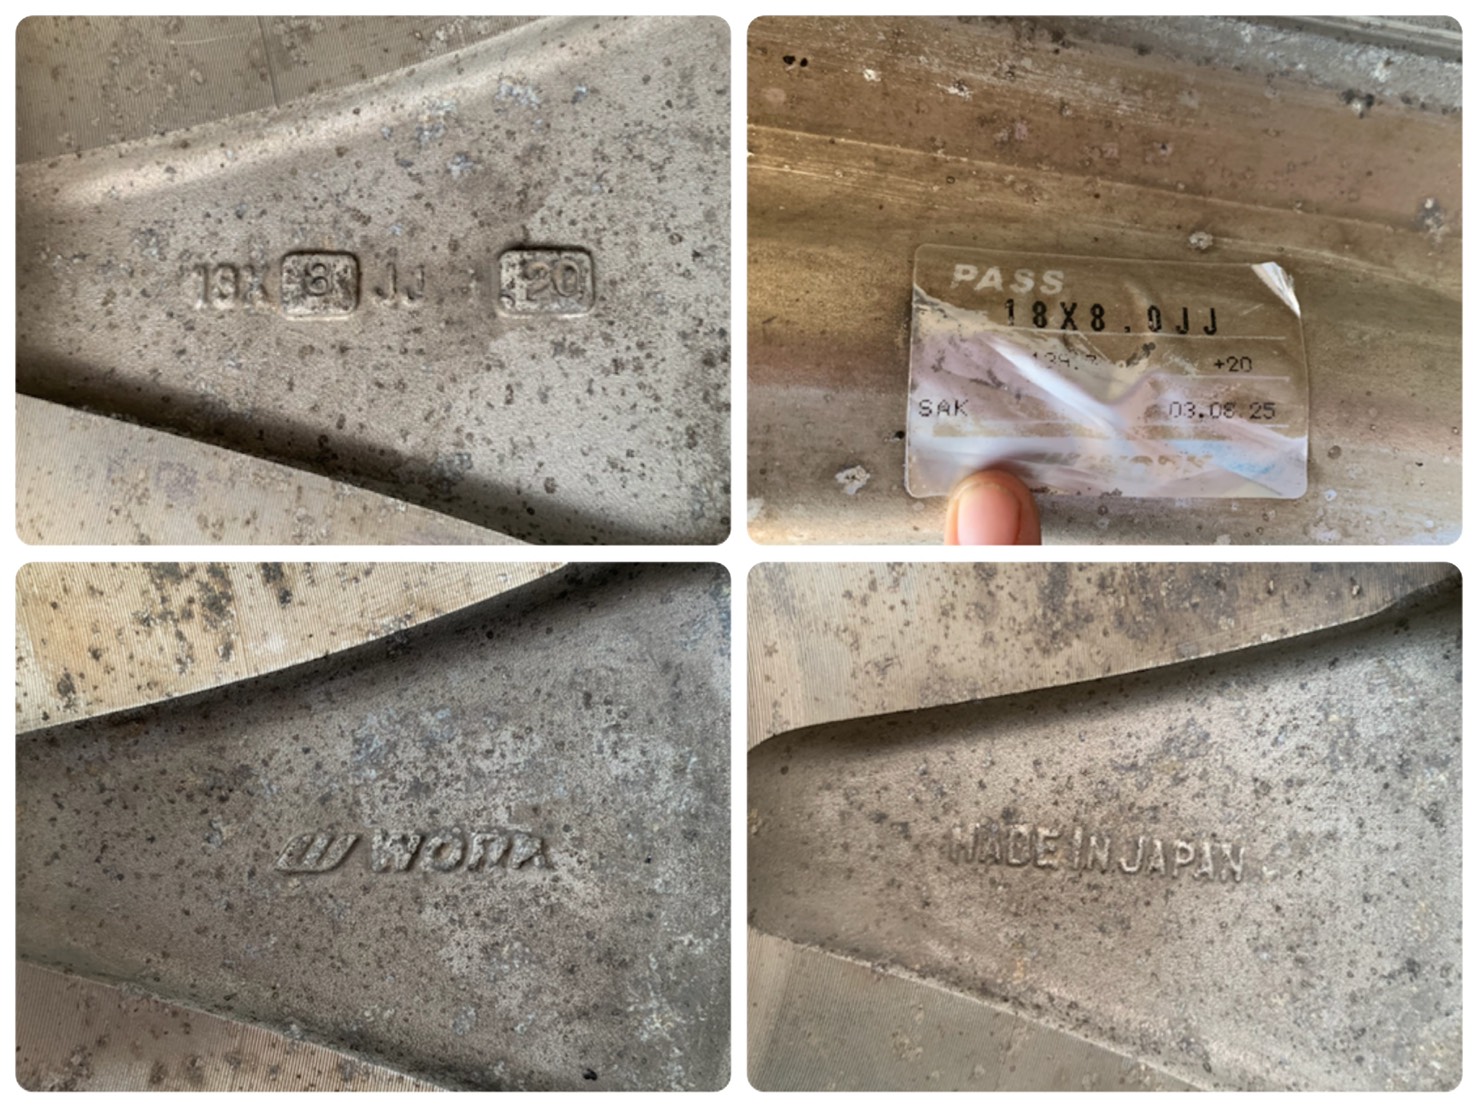 18X 8 JJ 20
PASS
18X8.0JJ
+20
SAK 03.08.25
WORK
MADE IN JAPAN